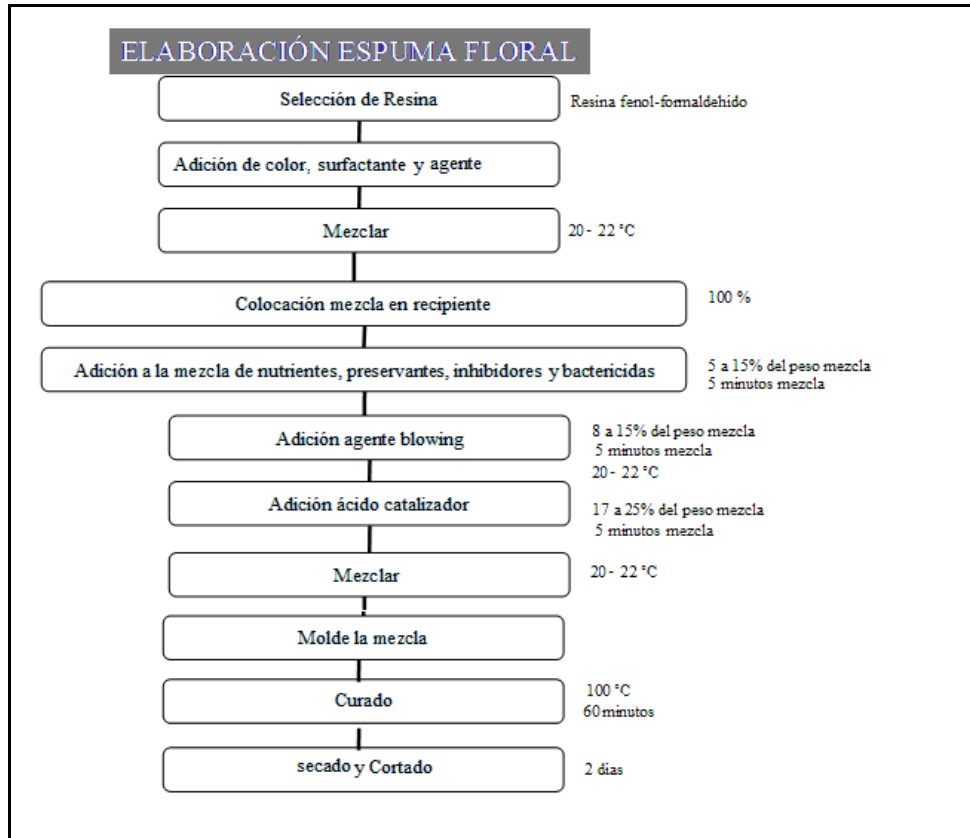 ELABORACIÓN ESPUMA FLORAL
Selección de Resina
Resina fenol-formaldehído
Adición de color, surfactante y agente
Mezclar
20 - 22 °C
Colocación mezcla en recipiente
100 %
Adición a la mezcla de nutrientes, preservantes, inhibidores y bactericidas
5 a 15% del peso mezcla
5 minutos mezcla
Adición agente blowing
8 a 15% del peso mezcla
5 minutos mezcla
20 - 22 °C
Adición ácido catalizador
17 a 25% del peso mezcla
5 minutos mezcla
Mezclar
20 - 22 °C
Molde la mezcla
Curado
100 °C
60 minutos
secado y Cortado
2 dias